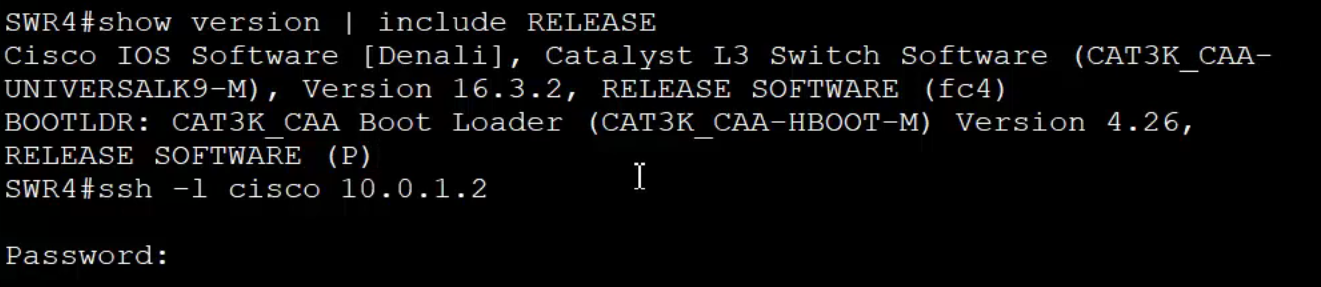 SWR4#show version | include RELEASE
Cisco IOS Software [Denali], Catalyst L3 Switch Software (CAT3K_CAA-
UNIVERSALK9-M), Version 16.3.2, RELEASE SOFTWARE (fc4)
BOOTLDR: CAT3K_CAA Boot Loader (CAT3K_CAA-HBOOT-M) Version 4.26,
RELEASE SOFTWARE (P)
SWR4#ssh -l cisco 10.0.1.2
Password: